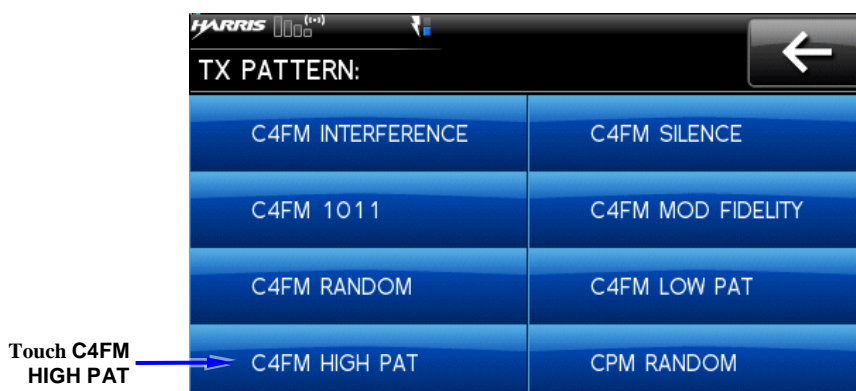 HARRIS
TX PATTERN:
C4FM INTERFERENCE
C4FM SILENCE
C4FM 1011
C4FM MOD FIDELITY
C4FM RANDOM
C4FM LOW PAT
Touch C4FM
HIGH PAT
C4FM HIGH PAT
CPM RANDOM